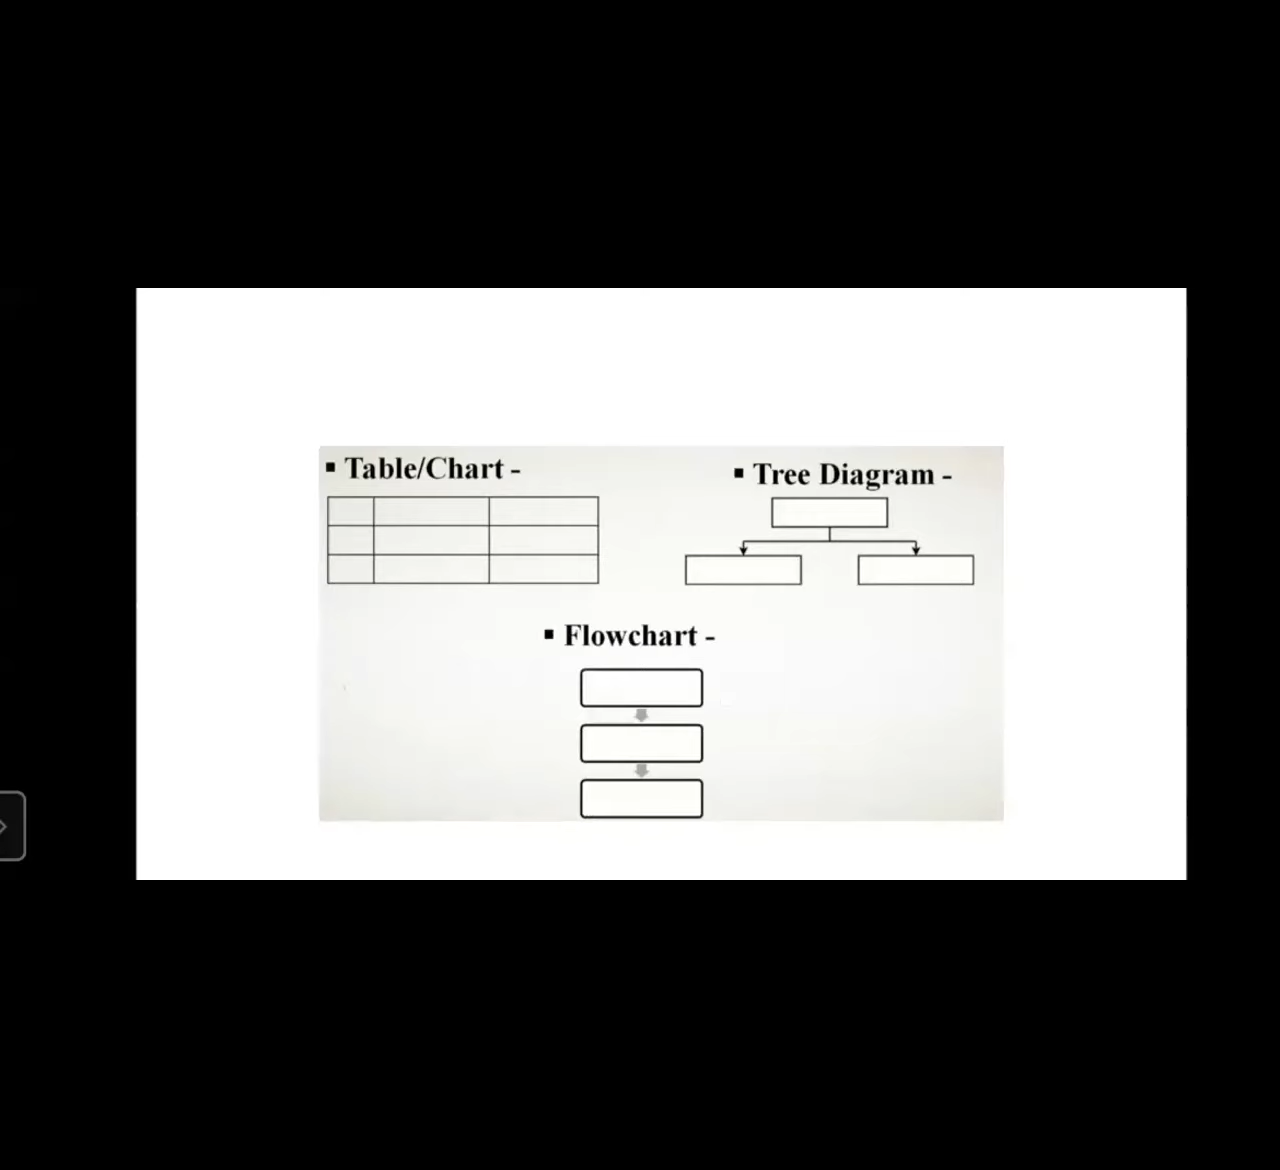 ▪ Table/Chart -
▪ Tree Diagram -
▪ Flowchart -